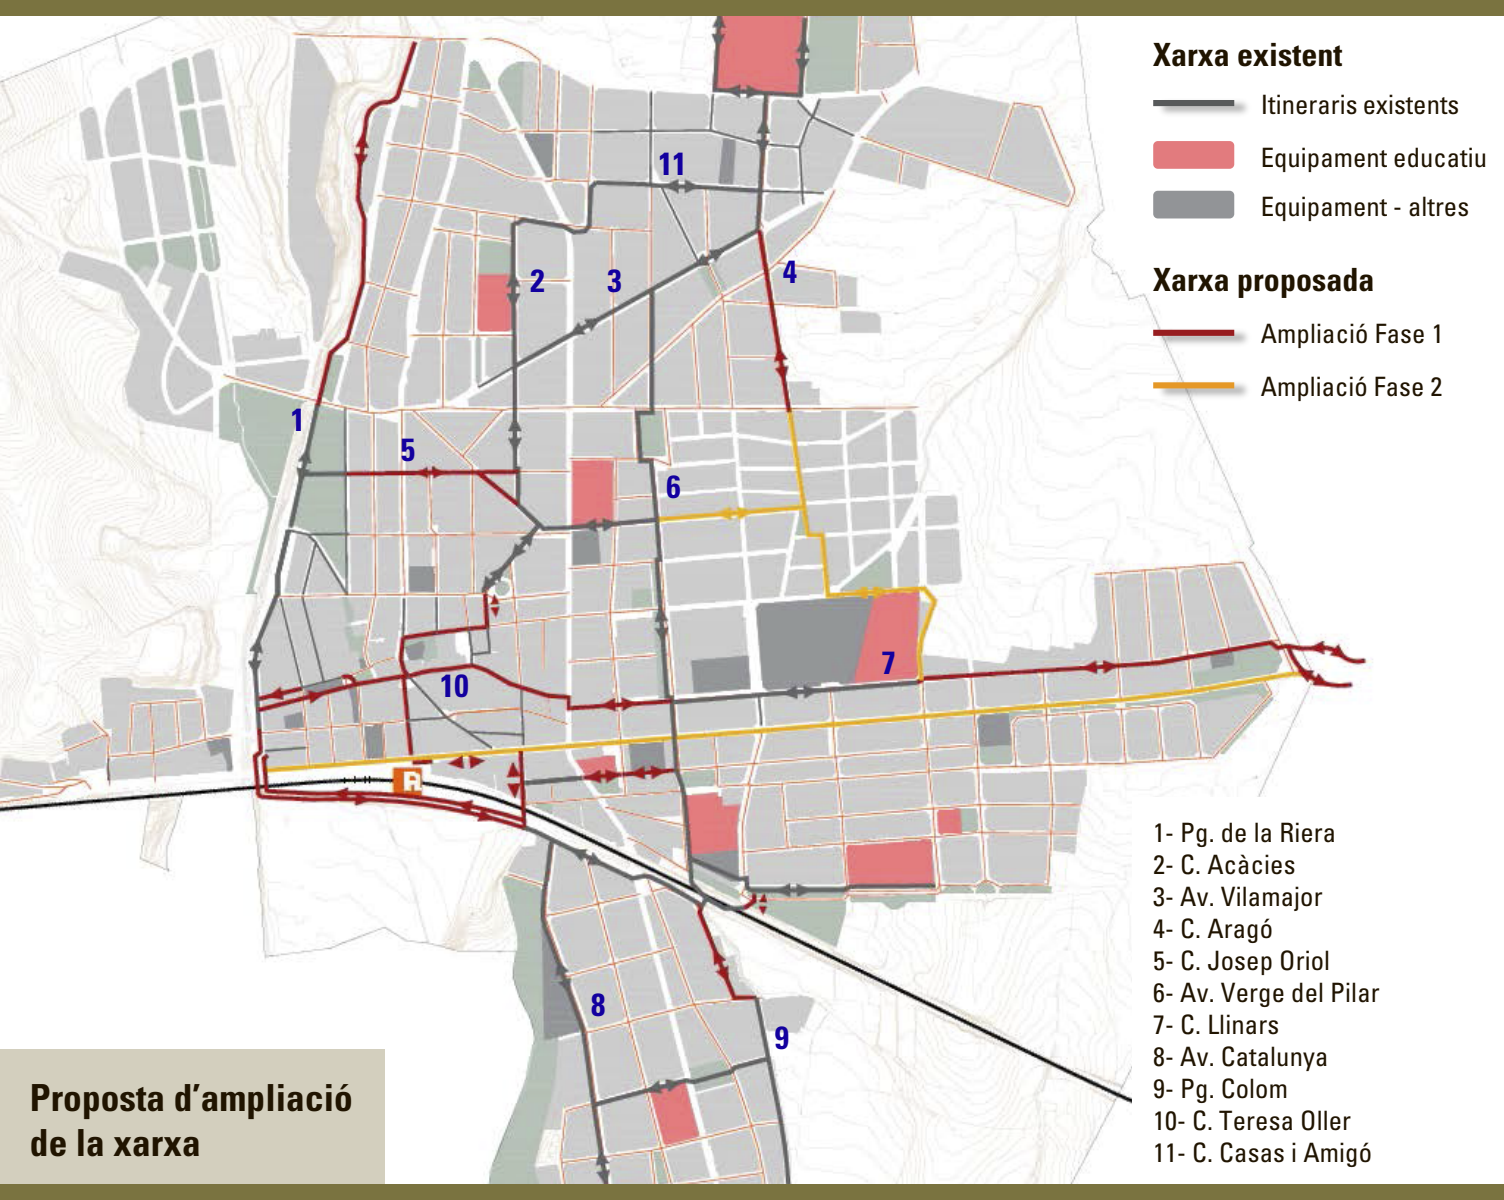 Xarxa existent
Itineraris existents
Equipament educatiu
Equipament - altres
Xarxa proposada
Ampliació Fase 1
Ampliació Fase 2
11
2
3
4
1
5
6
7
10
R
8
9
1- Pg. de la Riera
2- C. Acàcies
3- Av. Vilamajor
4- C. Aragó
5- C. Josep Oriol
6- Av. Verge del Pilar
7- C. Llinars
8- Av. Catalunya
9- Pg. Colom
10- C. Teresa Oller
11- C. Casas i Amigó
Proposta d’ampliació
de la xarxa